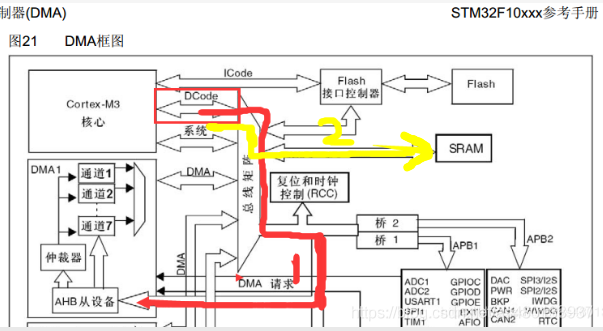 制器(DMA)
STM32F10xxx参考手册
图21 DMA框图
ICode
DCode
系统
DMA
Cortex-M3
核心
Flash
接口控制器
Flash
SRAM
2
DMA1
通道1
通道2
通道7
仲裁器
AHB从设备
总线矩阵
复位和时钟
控制(RCC)
桥 2
桥 1
APB1
APB2
DMA
1
DMA 请求
ADC1 GPIOC
ADC2 GPIOD
USART1 GPIOE
SPI1
TIM1 AFIO
DAC SPI3/I2S
PWR SPI2/I2S
BKP IWDG
CAN1
CAN2 RTC